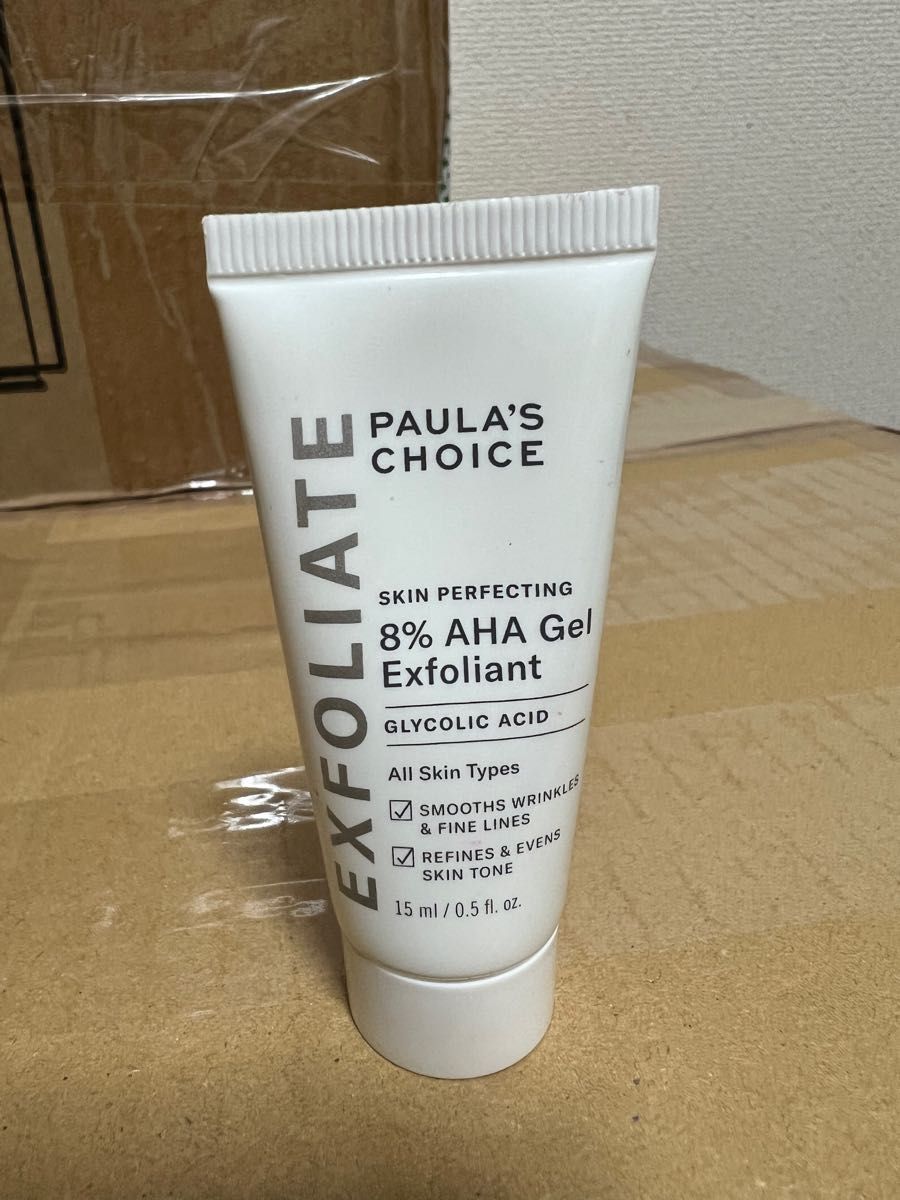 EXFOLIATE
PAULA'S
CHOICE
SKIN PERFECTING
8% AHA Gel
Exfoliant
GLYCOLIC ACID
All Skin Types
☑ SMOOTHS WRINKLES
& FINE LINES
☑ REFINES & EVENS
SKIN TONE
15 ml / 0.5 fl. oz.